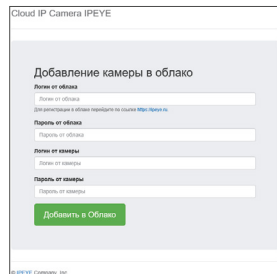 Cloud IP Camera IPEYE
Добавление камеры в облако
Логин от облака
Логин от облака
Для регистрации в облаке перейдите по ссылке https://ipeye.ru
Пароль от облака
Пароль от облака
Логин от камеры
Логин от камеры
Пароль от камеры
Пароль от камеры
Добавить в Облако
© IPEYE Company, Inc.